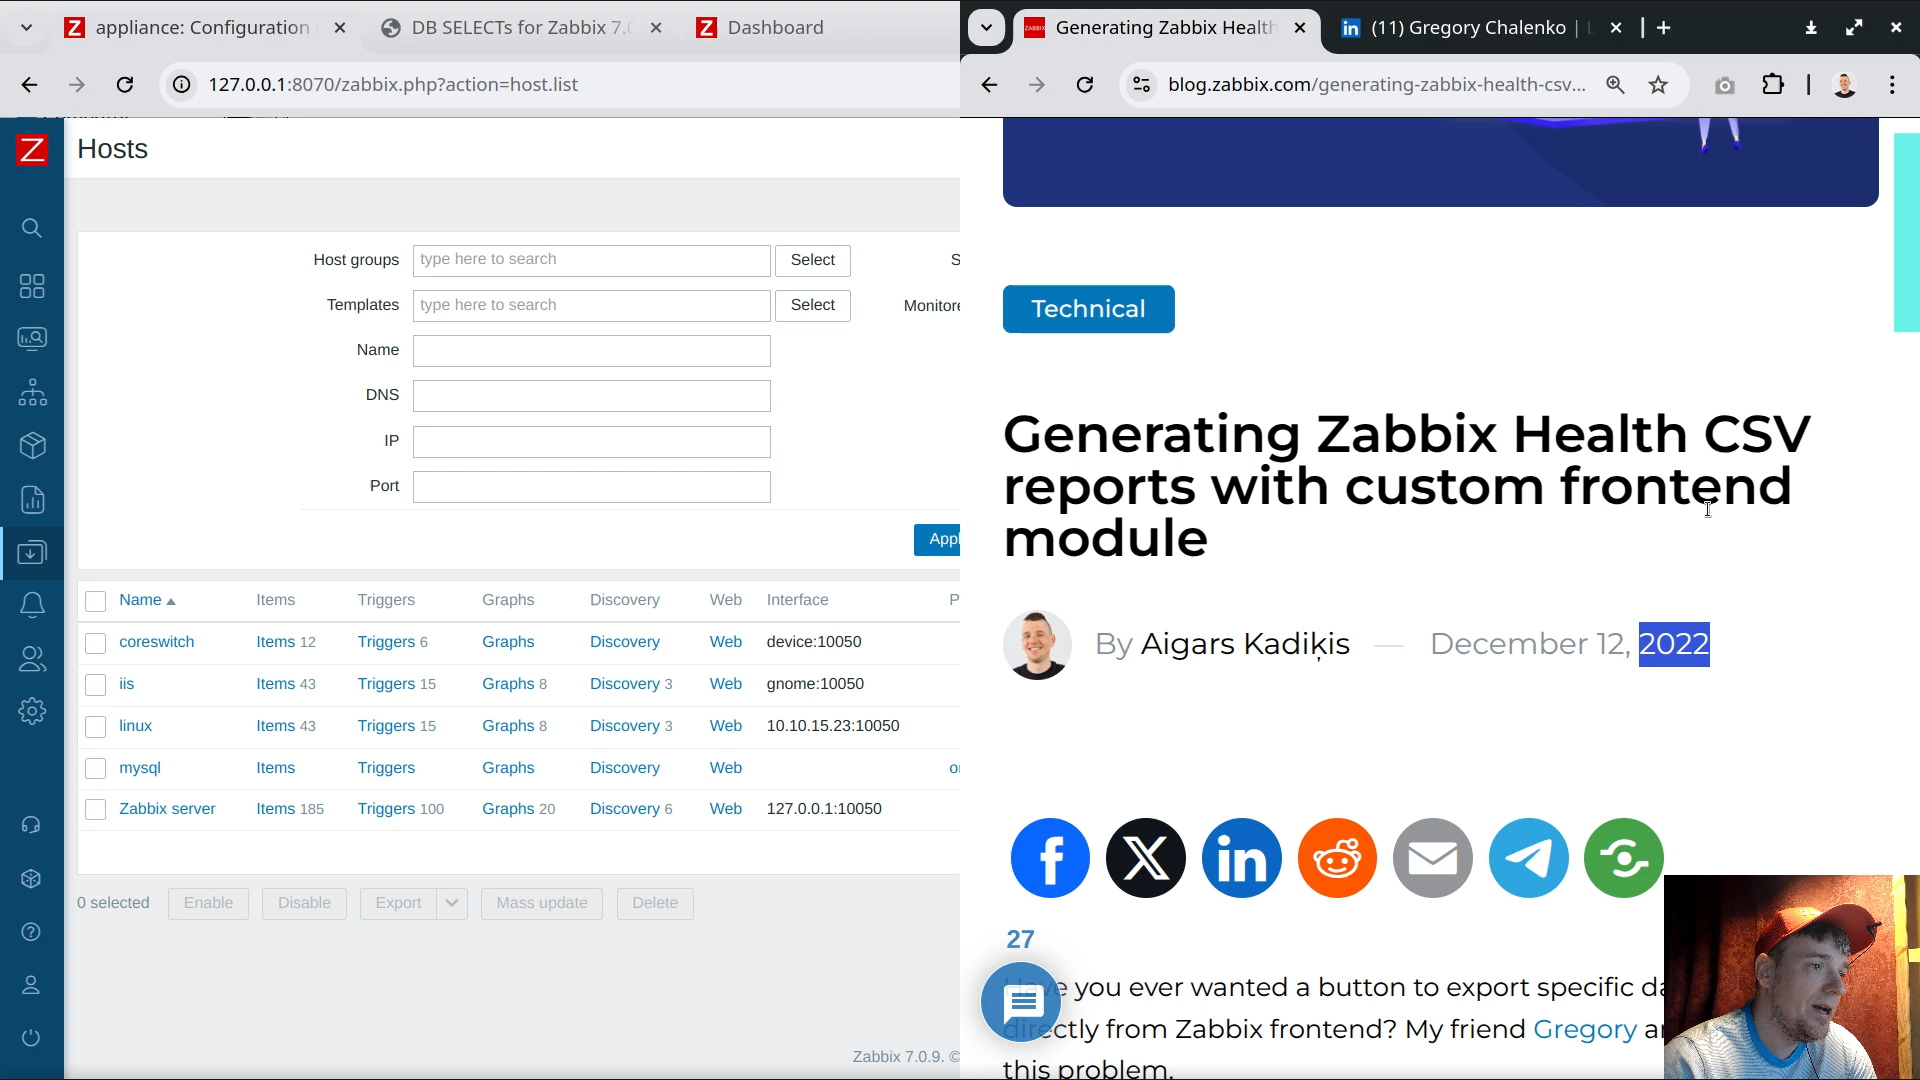 appliance: Configuration
DB SELECTs for Zabbix 7.0
Z Dashboard
127.0.0.1:8070/zabbix.php?action=host.list
Z Hosts
Host groups type here to search Select
Templates type here to search Select
Name
DNS
IP
Port
Name Items Triggers Graphs Discovery Web Interface
coreswitch Items 12 Triggers 6 Graphs Discovery Web device:10050
iis Items 43 Triggers 15 Graphs 8 Discovery 3 Web gnome:10050
linux Items 43 Triggers 15 Graphs 8 Discovery 3 Web 10.10.15.23:10050
mysql Items Triggers Graphs Discovery Web
Zabbix server Items 185 Triggers 100 Graphs 20 Discovery 6 Web 127.0.0.1:10050
0 selected Enable Disable Export Mass update Delete
Zabbix 7.0.9. ©
Generating Zabbix Health
(11) Gregory Chalenko |
blog.zabbix.com/generating-zabbix-health-csv...
Technical
Generating Zabbix Health CSV
reports with custom frontend
module
By Aigars Kadiķis — December 12, 2022
27
you ever wanted a button to export specific
directly from Zabbix frontend? My friend Gregory
this problem.